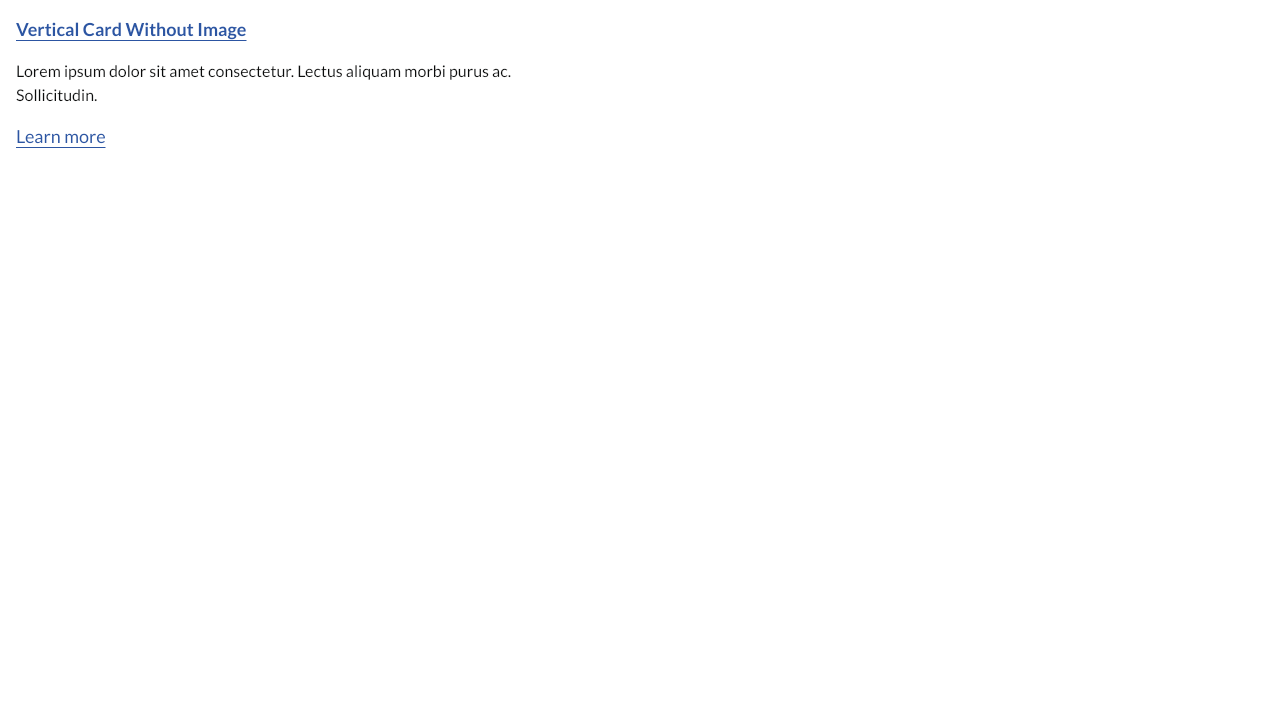 Vertical Card Without Image
Lorem ipsum dolor sit amet consectetur. Lectus aliquam morbi purus ac.
Sollicitudin.
Learn more